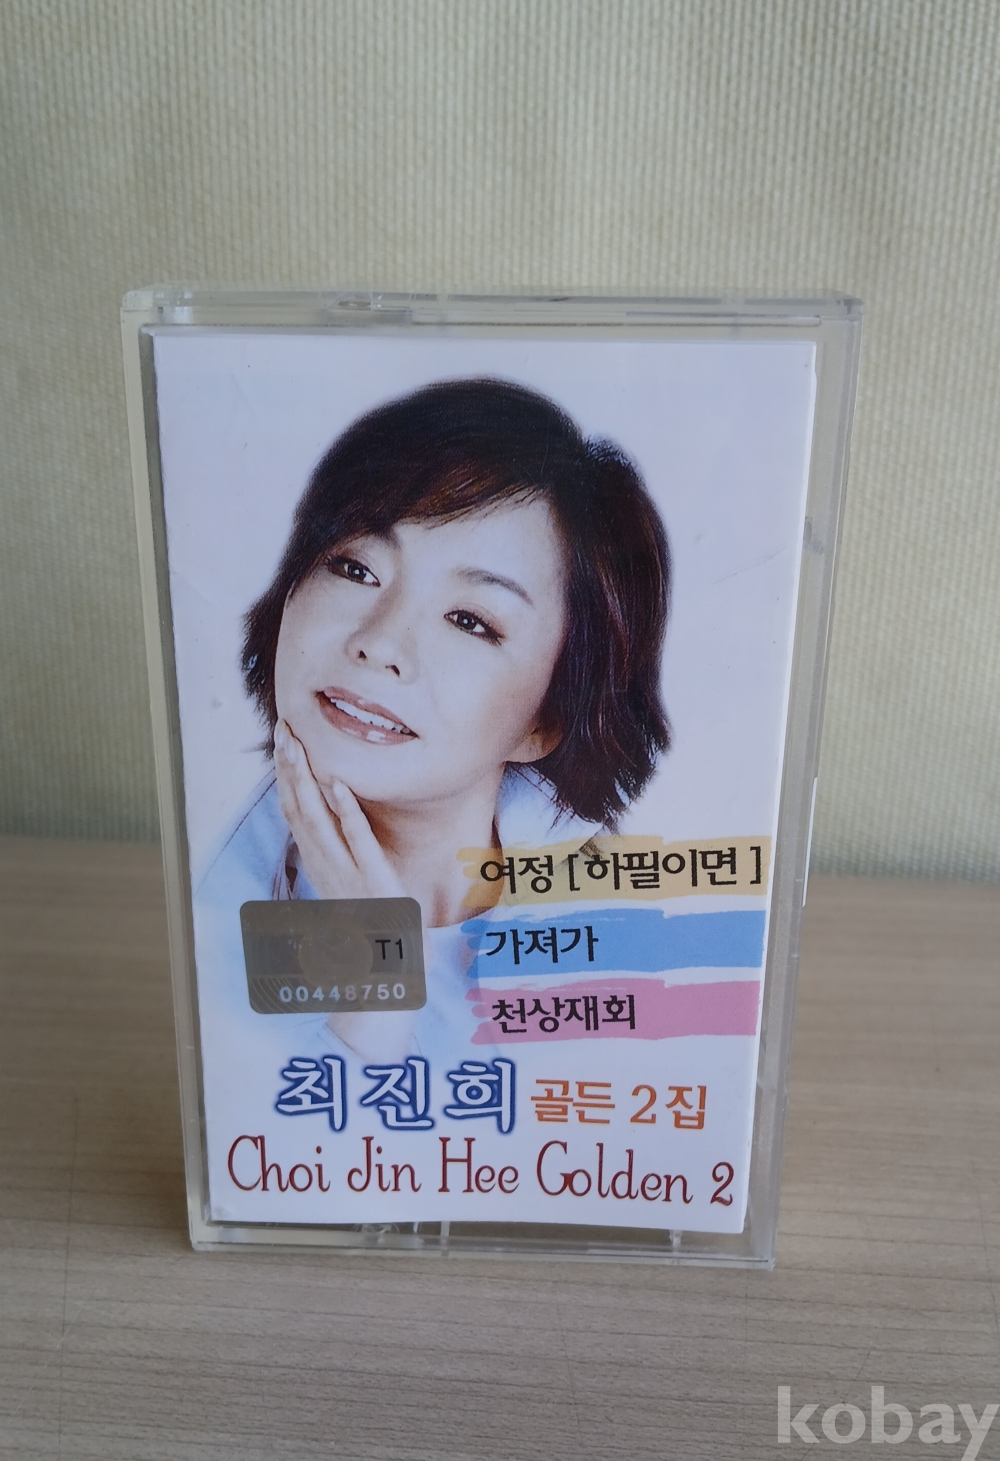 여정 [ 하필이면 ]
가져가
천상재회
T1
00448750
최진희 골든 2집
Choi Jin Hee Golden 2
kobay